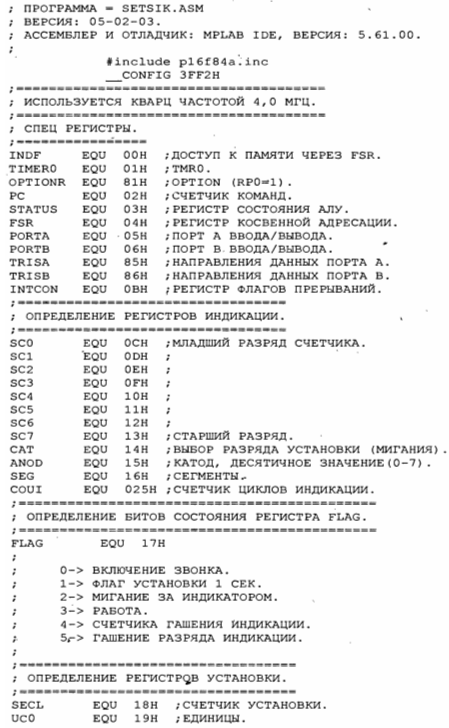 ; ПРОГРАММА = SETSIK.ASM
; ВЕРСИЯ: 05-02-03.
; АССЕМБЛЕР И ОТЛАДЧИК: MPLAB IDE, ВЕРСИЯ: 5.61.00.
;
#include p16f84a.inc
__CONFIG 3FF2H
;======================================
; ИСПОЛЬЗУЕТСЯ КВАРЦ ЧАСТОТОЙ 4,0 МГЦ.
;======================================
; СПЕЦ РЕГИСТРЫ.
;================
INDF EQU 00H ;ДОСТУП К ПАМЯТИ ЧЕРЕЗ FSR.
TIMER0 EQU 01H ;TMR0.
OPTIONR EQU 81H ;OPTION (RP0=1).
PC EQU 02H ;СЧЕТЧИК КОМАНД.
STATUS EQU 03H ;РЕГИСТР СОСТОЯНИЯ АЛУ.
FSR EQU 04H ;РЕГИСТР КОСВЕННОЙ АДРЕСАЦИИ.
PORTA EQU 05H ;ПОРТ А ВВОДА/ВЫВОДА.
PORTB EQU 06H ;ПОРТ В ВВОДА/ВЫВОДА.
TRISA EQU 85H ;НАПРАВЛЕНИЯ ДАННЫХ ПОРТА А.
TRISB EQU 86H ;НАПРАВЛЕНИЯ ДАННЫХ ПОРТА В.
INTCON EQU 0BH ;РЕГИСТР ФЛАГОВ ПРЕРЫВАНИЙ.
;=================================
; ОПРЕДЕЛЕНИЕ РЕГИСТРОВ ИНДИКАЦИИ.
;=================================
SC0 EQU 0CH ;МЛАДШИЙ РАЗРЯД СЧЕТЧИКА.
SC1 EQU 0DH ;
SC2 EQU 0EH ;
SC3 EQU 0FH ;
SC4 EQU 10H ;
SC5 EQU 11H ;
SC6 EQU 12H ;
SC7 EQU 13H ;СТАРШИЙ РАЗРЯД.
CAT EQU 14H ;ВЫБОР РАЗРЯДА УСТАНОВКИ (МИГАНИЯ).
ANOD EQU 15H ;КАТОД, ДЕСЯТИЧНОЕ ЗНАЧЕНИЕ(0-7).
SEG EQU 16H ;СЕГМЕНТЫ.
COUI EQU 025H ;СЧЕТЧИК ЦИКЛОВ ИНДИКАЦИИ.
;============================================
; ОПРЕДЕЛЕНИЕ БИТОВ СОСТОЯНИЯ РЕГИСТРА FLAG.
;============================================
FLAG EQU 17H
;
; 0-> ВКЛЮЧЕНИЕ ЗВОНКА.
; 1-> ФЛАГ УСТАНОВКИ 1 СЕК.
; 2-> МИГАНИЕ ЗА ИНДИКАТОРОМ.
; 3-> РАБОТА.
; 4-> СЧЕТЧИКА ГАШЕНИЯ ИНДИКАЦИИ.
; 5-> ГАШЕНИЕ РАЗРЯДА ИНДИКАЦИИ.
;
;==================================
; ОПРЕДЕЛЕНИЕ РЕГИСТРОВ УСТАНОВКИ.
;==================================
SECL EQU 18H ;СЧЕТЧИК УСТАНОВКИ.
UC0 EQU 19H ;ЕДИНИЦЫ.